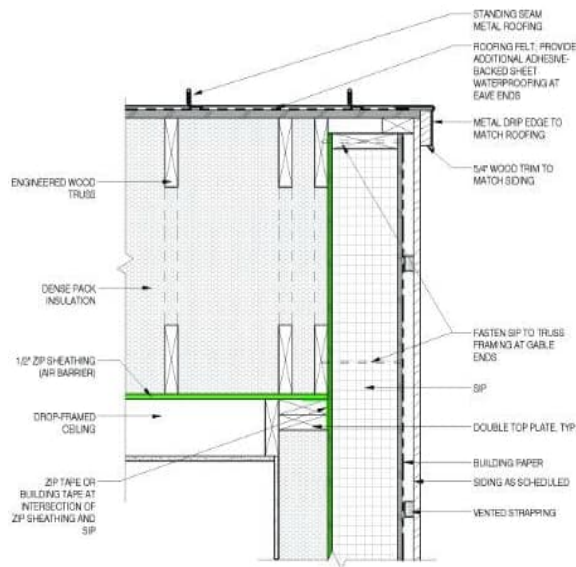 STANDING SEAM
METAL ROOFING
ROOFING FELT; PROVIDE
ADDITIONAL ADHESIVE-
BACKED SHEET
WATERPROOFING AT
EAVE ENDS
METAL DRIP EDGE TO
MATCH ROOFING
5/4" WOOD TRIM TO
MATCH SIDING
ENGINEERED WOOD
TRUSS
DENSE PACK
INSULATION
FASTEN SIP TO TRUSS
FRAMING AT GABLE
ENDS
1/2" ZIP SHEATHING
(AIR BARRIER)
SIP
DROP-FRAMED
CEILING
DOUBLE TOP PLATE, TYP
BUILDING PAPER
ZIP TAPE OR
BUILDING TAPE AT
INTERSECTION OF
ZIP SHEATHING AND
SIP
SIDING AS SCHEDULED
VENTED STRAPPING